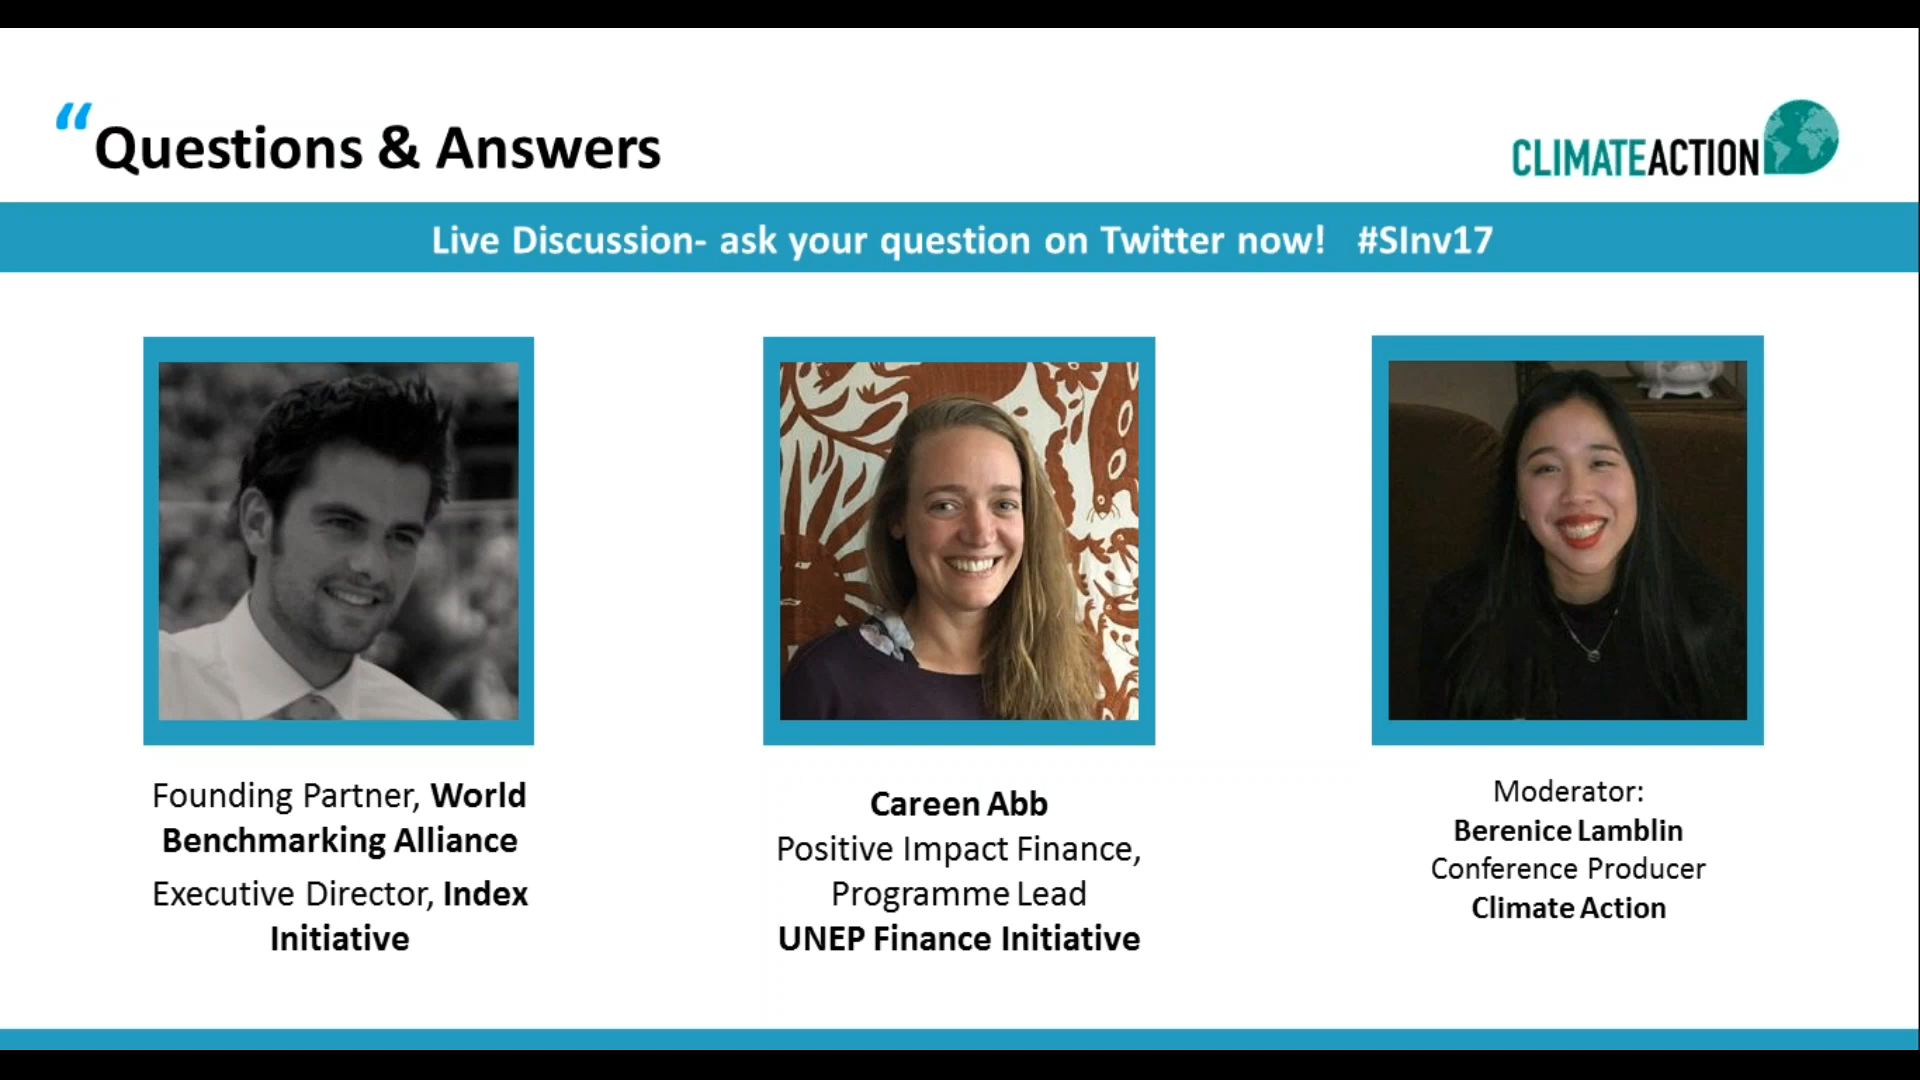 “Questions & Answers
CLIMATEACTION
Live Discussion- ask your question on Twitter now! #SInv17
Founding Partner, World
Benchmarking Alliance
Executive Director, Index
Initiative
Careen Abb
Positive Impact Finance,
Programme Lead
UNEP Finance Initiative
Moderator:
Berenice Lamblin
Conference Producer
Climate Action